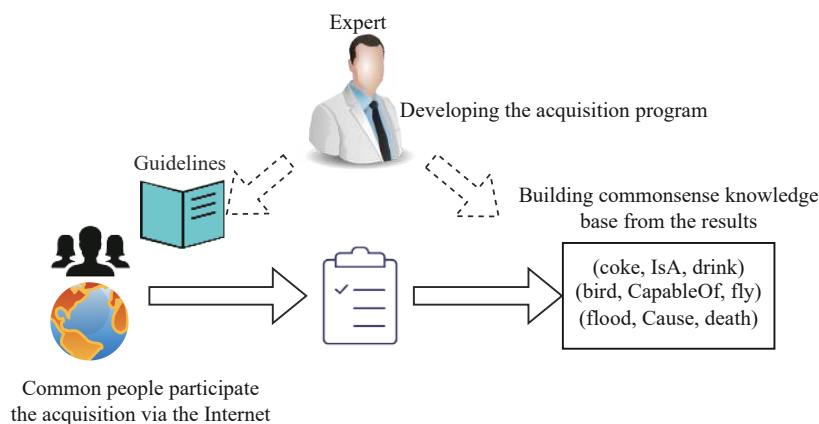 Expert
Developing the acquisition program
Guidelines
Building commonsense knowledge
base from the results
(coke, IsA, drink)
(bird, CapableOf, fly)
(flood, Cause, death)
Common people participate
the acquisition via the Internet